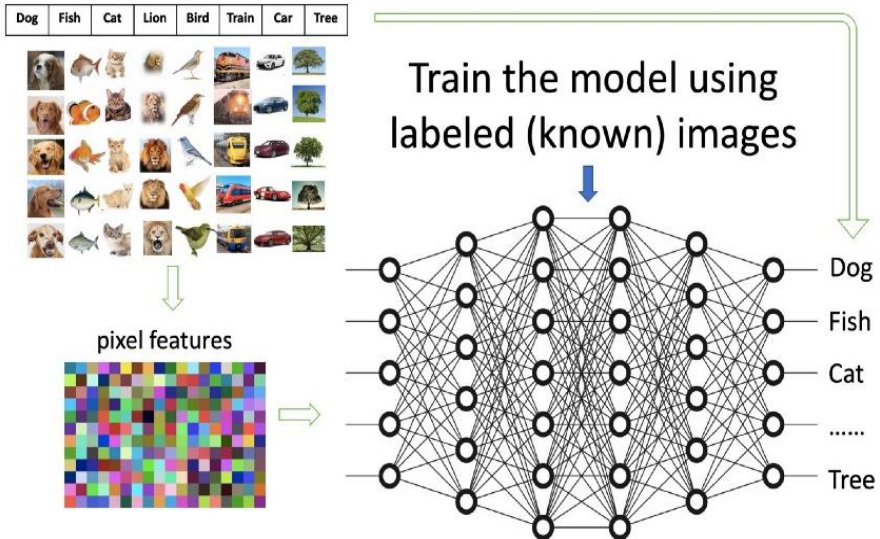 Dog Fish Cat Lion Bird Train Car Tree
Train the model using
labeled (known) images
pixel features
Dog
Fish
Cat
......
Tree